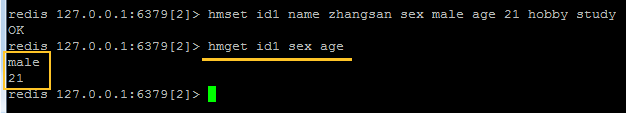 redis 127.0.0.1:6379[2]> hmset id1 name zhangsan sex male age 21 hobby study
OK
redis 127.0.0.1:6379[2]> hmget id1 sex age
male
21
redis 127.0.0.1:6379[2]>